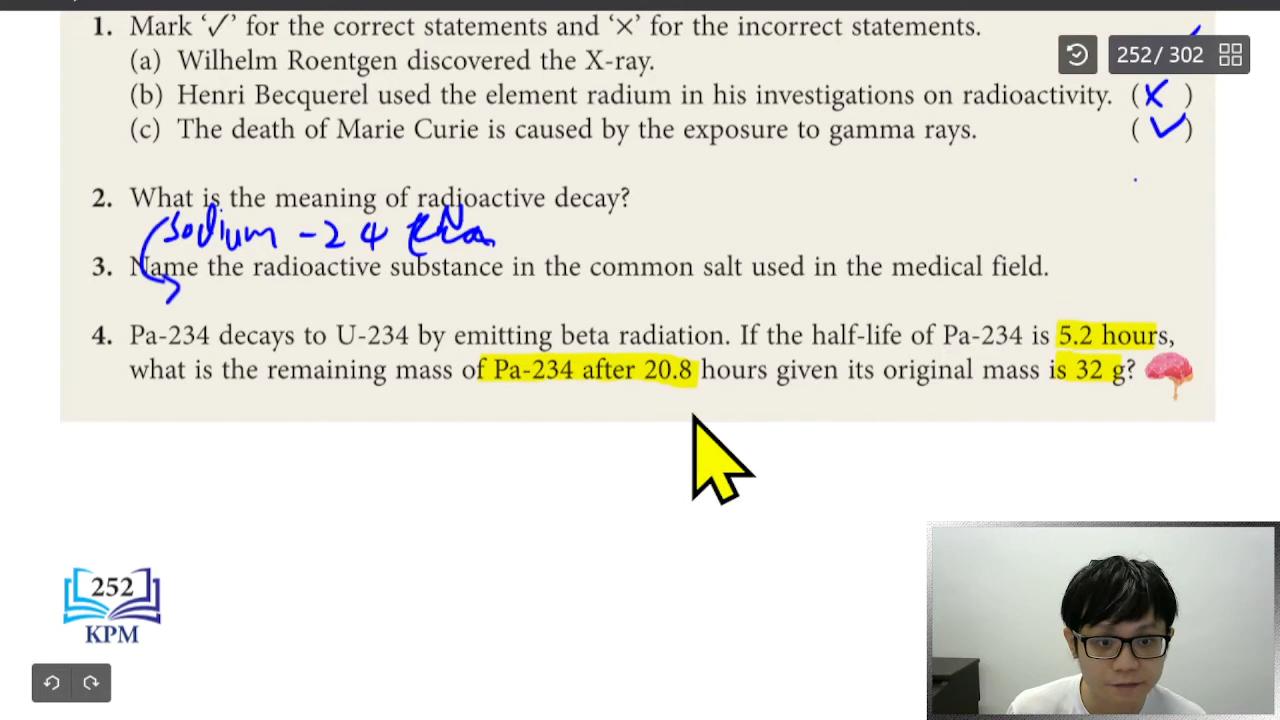 1. Mark ‘✓’ for the correct statements and ‘×’ for the incorrect statements.
252/ 302
(a) Wilhelm Roentgen discovered the X-ray.
(b) Henri Becquerel used the element radium in his investigations on radioactivity. (X )
(c) The death of Marie Curie is caused by the exposure to gamma rays. (✓)
2. What is the meaning of radioactive decay?
sodium -24
3. Name the radioactive substance in the common salt used in the medical field.
4. Pa-234 decays to U-234 by emitting beta radiation. If the half-life of Pa-234 is 5.2 hours,
what is the remaining mass of Pa-234 after 20.8 hours given its original mass is 32 g?
252
KPM